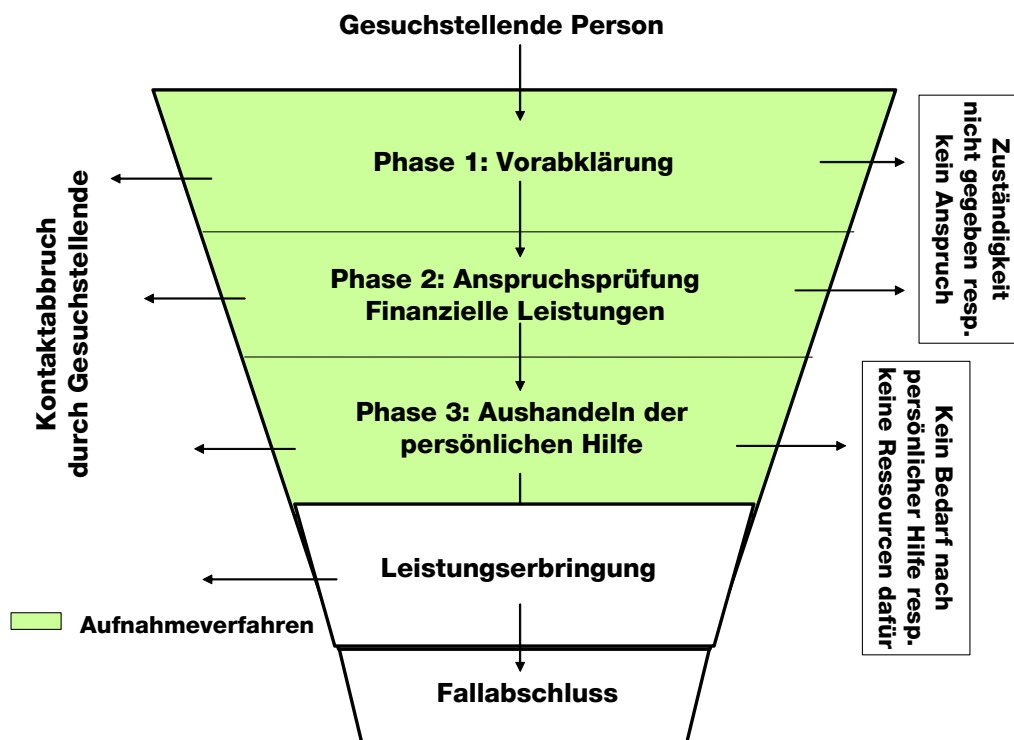 Gesuchstellende Person
Phase 1: Vorabklärung
Phase 2: Anspruchsprüfung
Finanzielle Leistungen
Phase 3: Aushandeln der
persönlichen Hilfe
Leistungserbringung
Fallabschluss
Kontaktabbruch
durch Gesuchstellende
Zuständigkeit
nicht gegeben resp.
kein Anspruch
Kein Bedarf nach
persönlicher Hilfe resp.
keine Ressourcen dafür
Aufnahmeverfahren